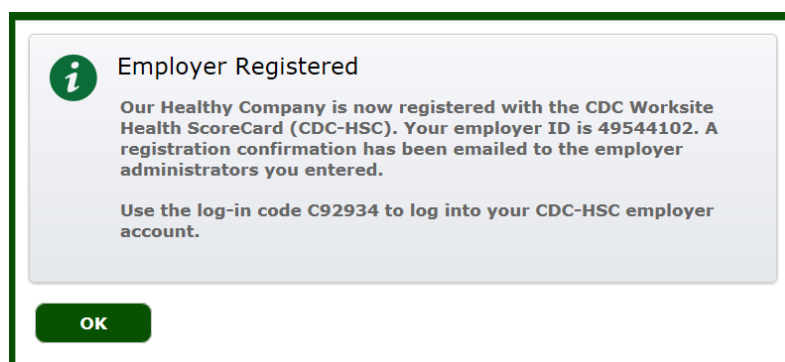 Employer Registered
Our Healthy Company is now registered with the CDC Worksite
Health ScoreCard (CDC-HSC). Your employer ID is 49544102. A
registration confirmation has been emailed to the employer
administrators you entered.
Use the log-in code C92934 to log into your CDC-HSC employer
account.
OK